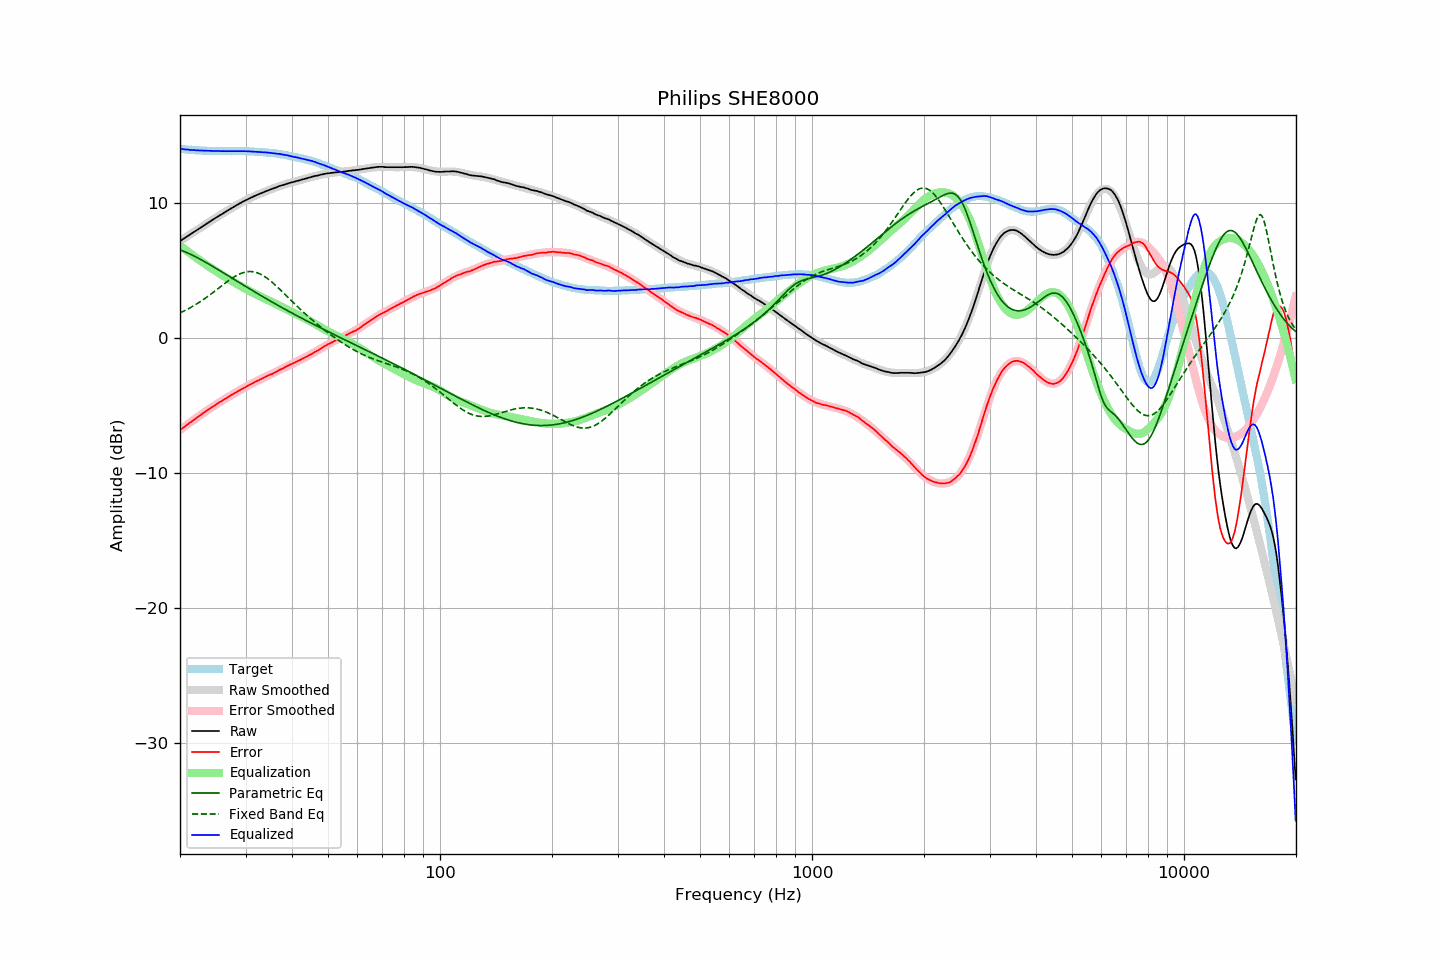 Philips SHE8000
Amplitude (dBr)
10
0
−10
−20
−30
Target
Raw Smoothed
Error Smoothed
Raw
Error
Equalization
Parametric Eq
Fixed Band Eq
Equalized
100
1000
10000
Frequency (Hz)